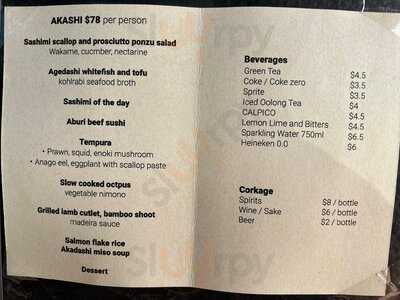 AKASHI $78 per person
Sashimi scallop and prosciutto ponzu salad
Wakame, cucmber, nectarine
Agedashi whitefish and tofu
kohlrabi seafood broth
Sashimi of the day
Aburi beef sushi
Tempura
• Prawn, squid, enoki mushroom
• Anago eel, eggplant with scallop paste
Slow cooked octpus
vegetable nimono
Grilled lamb cutlet, bamboo shoot
madeira sauce
Salmon flake rice
Akadashi miso soup
Dessert
Beverages
Green Tea $4.5
Coke / Coke zero $3.5
Sprite $3.5
Iced Oolong Tea $4
CALPICO $4.5
Lemon Lime and Bitters $4.5
Sparkling Water 750ml $6.5
Heineken 0.0 $6
Corkage
Spirits $8 / bottle
Wine / Sake $6 / bottle
Beer $2 / bottle